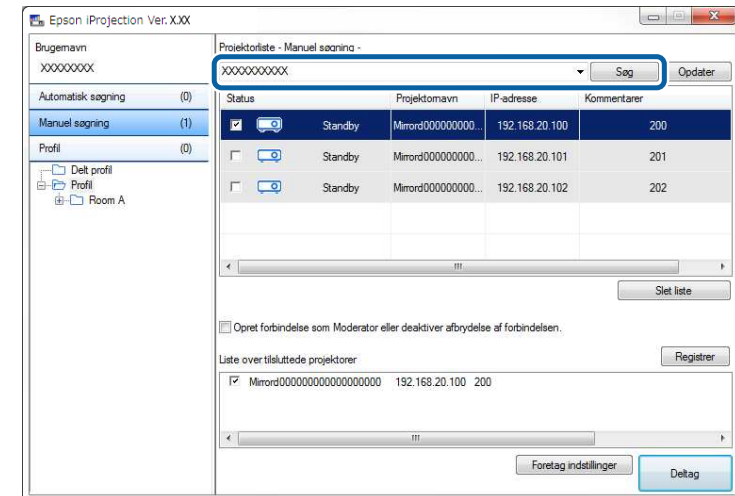 Epson iProjection Ver. X.XX
Brugernavn
XXXXXXXX
Automatisk søgning (0)
Manuel søgning (1)
Profil (0)
Delt profil
Profil
Room A
Projektorliste - Manuel søgning -
XXXXXXXXXX Søg Opdater
Status Projektornavn IP-adresse Kommentarer
Standby Mirrord000000000... 192.168.20.100 200
Standby Mirrord000000000... 192.168.20.101 201
Standby Mirrord000000000... 192.168.20.102 202
Slet liste
Opret forbindelse som Moderator eller deaktiver afbrydelse af forbindelsen.
Liste over tilsluttede projektorer Registrer
Mirrord000000000000000000 192.168.20.100 200
Foretag indstillinger Deltag